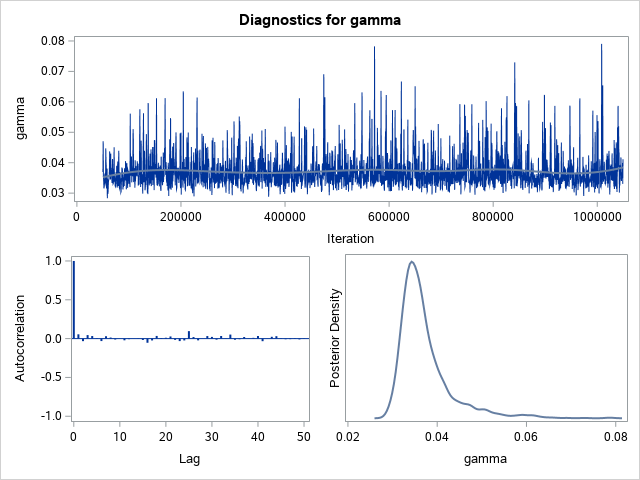 Diagnostics for gamma
gamma
0.08
0.07
0.06
0.05
0.04
0.03
0 200000 400000 600000 800000 1000000
Iteration
Autocorrelation
1.0
0.5
0.0
-0.5
-1.0
0 10 20 30 40 50
Lag
Posterior Density
0.02 0.04 0.06 0.08
gamma